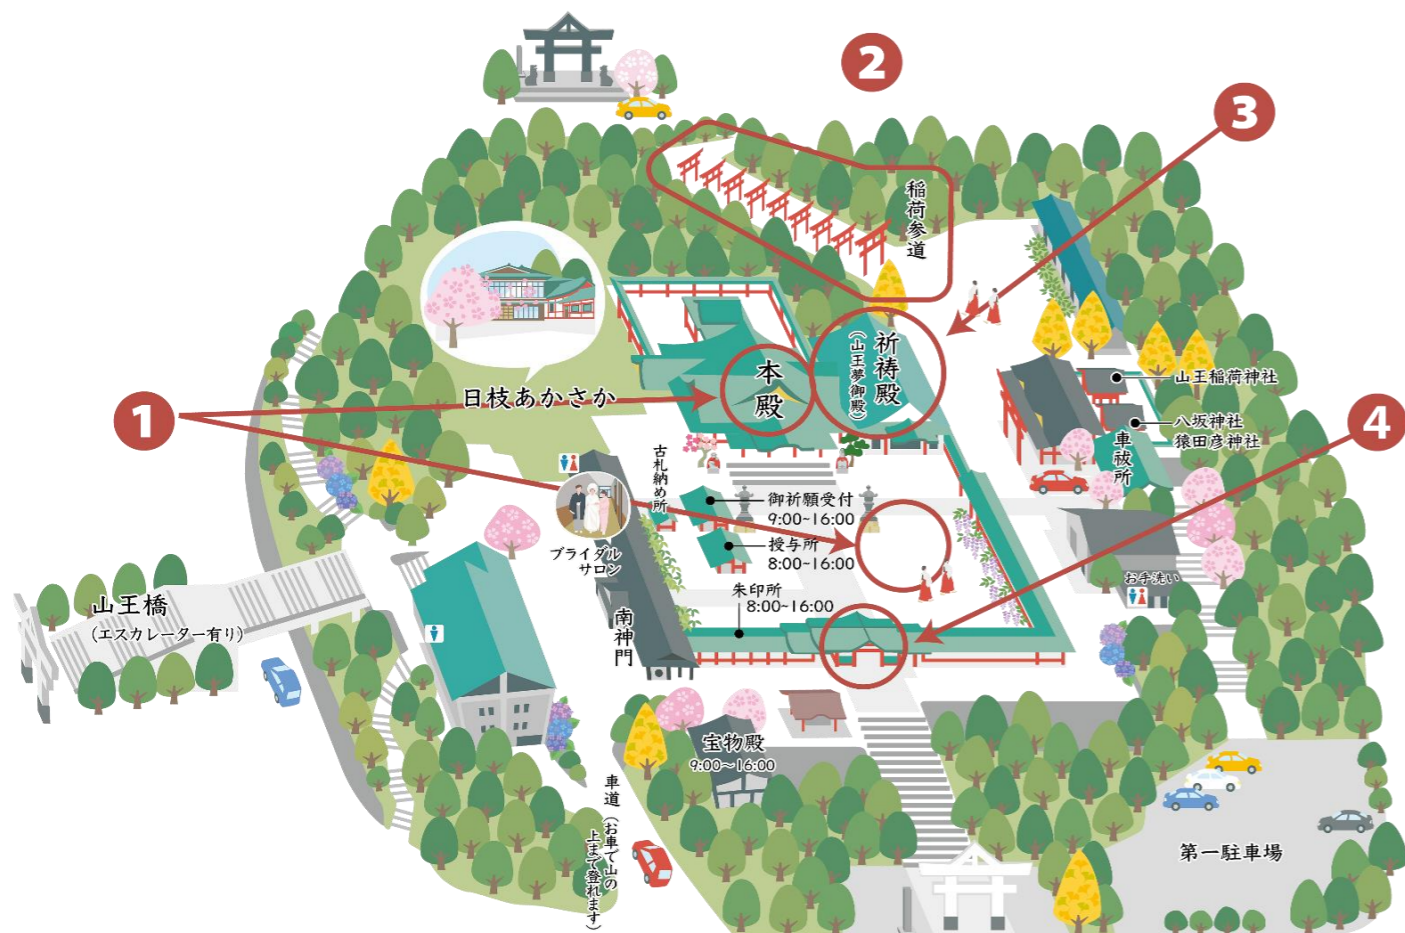 2
3
稲荷参道
1
日枝あかさか
本殿
祈祷殿
(山王夢御殿)
山王稲荷神社
八坂神社
猿田彦神社
車祓所
4
古札納め所
御祈願受付
9:00~16:00
授与所
8:00~16:00
ブライダル
サロン
朱印所
8:00~16:00
お手洗い
山王橋
(エスカレーター有り)
南神門
宝物殿
9:00~16:00
車道(お車で山の
上まで登れます)
第一駐車場